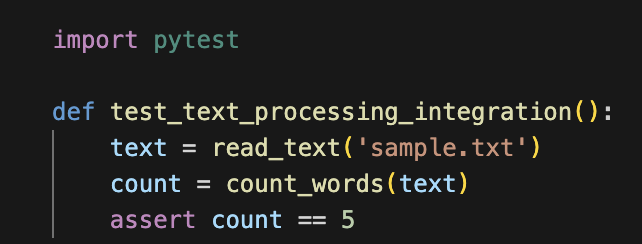 import pytest
def test_text_processing_integration():
text = read_text('sample.txt')
count = count_words(text)
assert count == 5